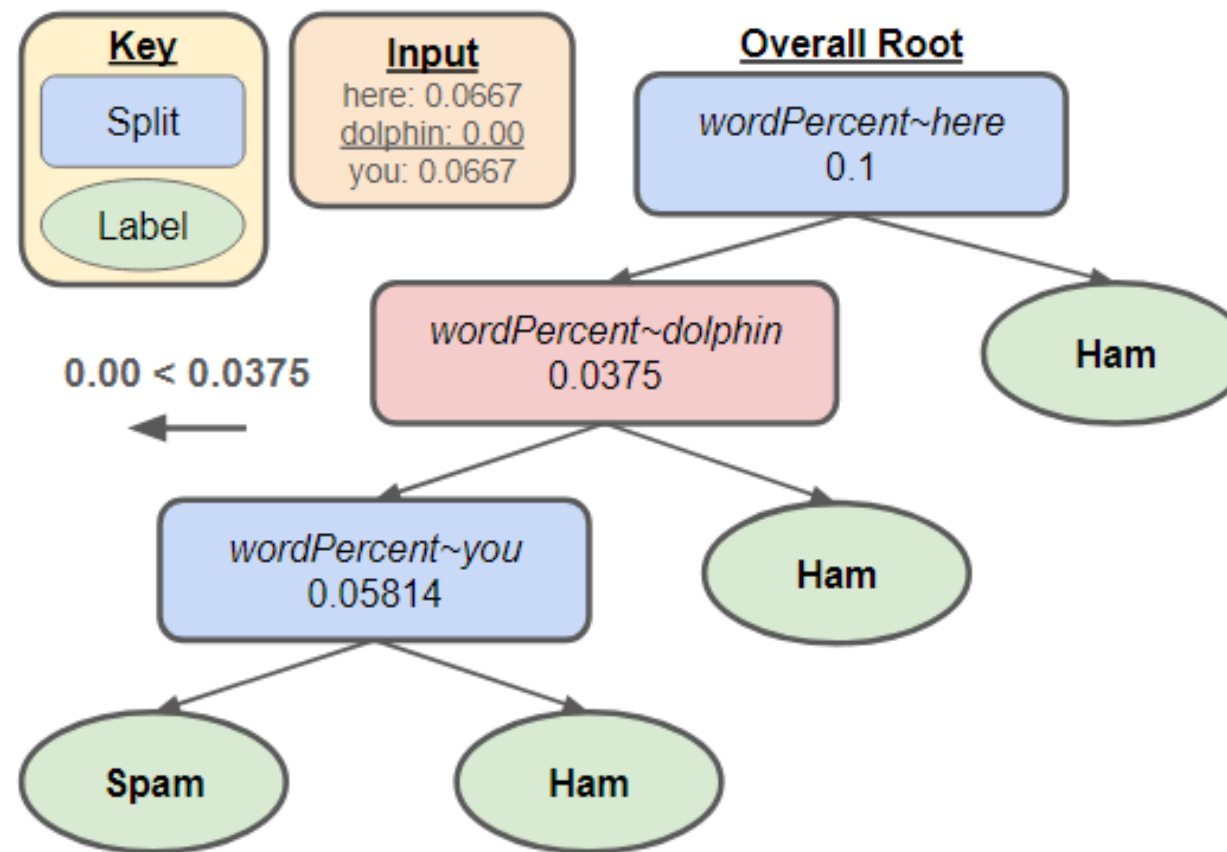 Key
Split
Label
Input
here: 0.0667
dolphin: 0.00
you: 0.0667
Overall Root
wordPercent~here
0.1
wordPercent~dolphin
0.0375
Ham
0.00 < 0.0375
wordPercent~you
0.05814
Ham
Spam
Ham